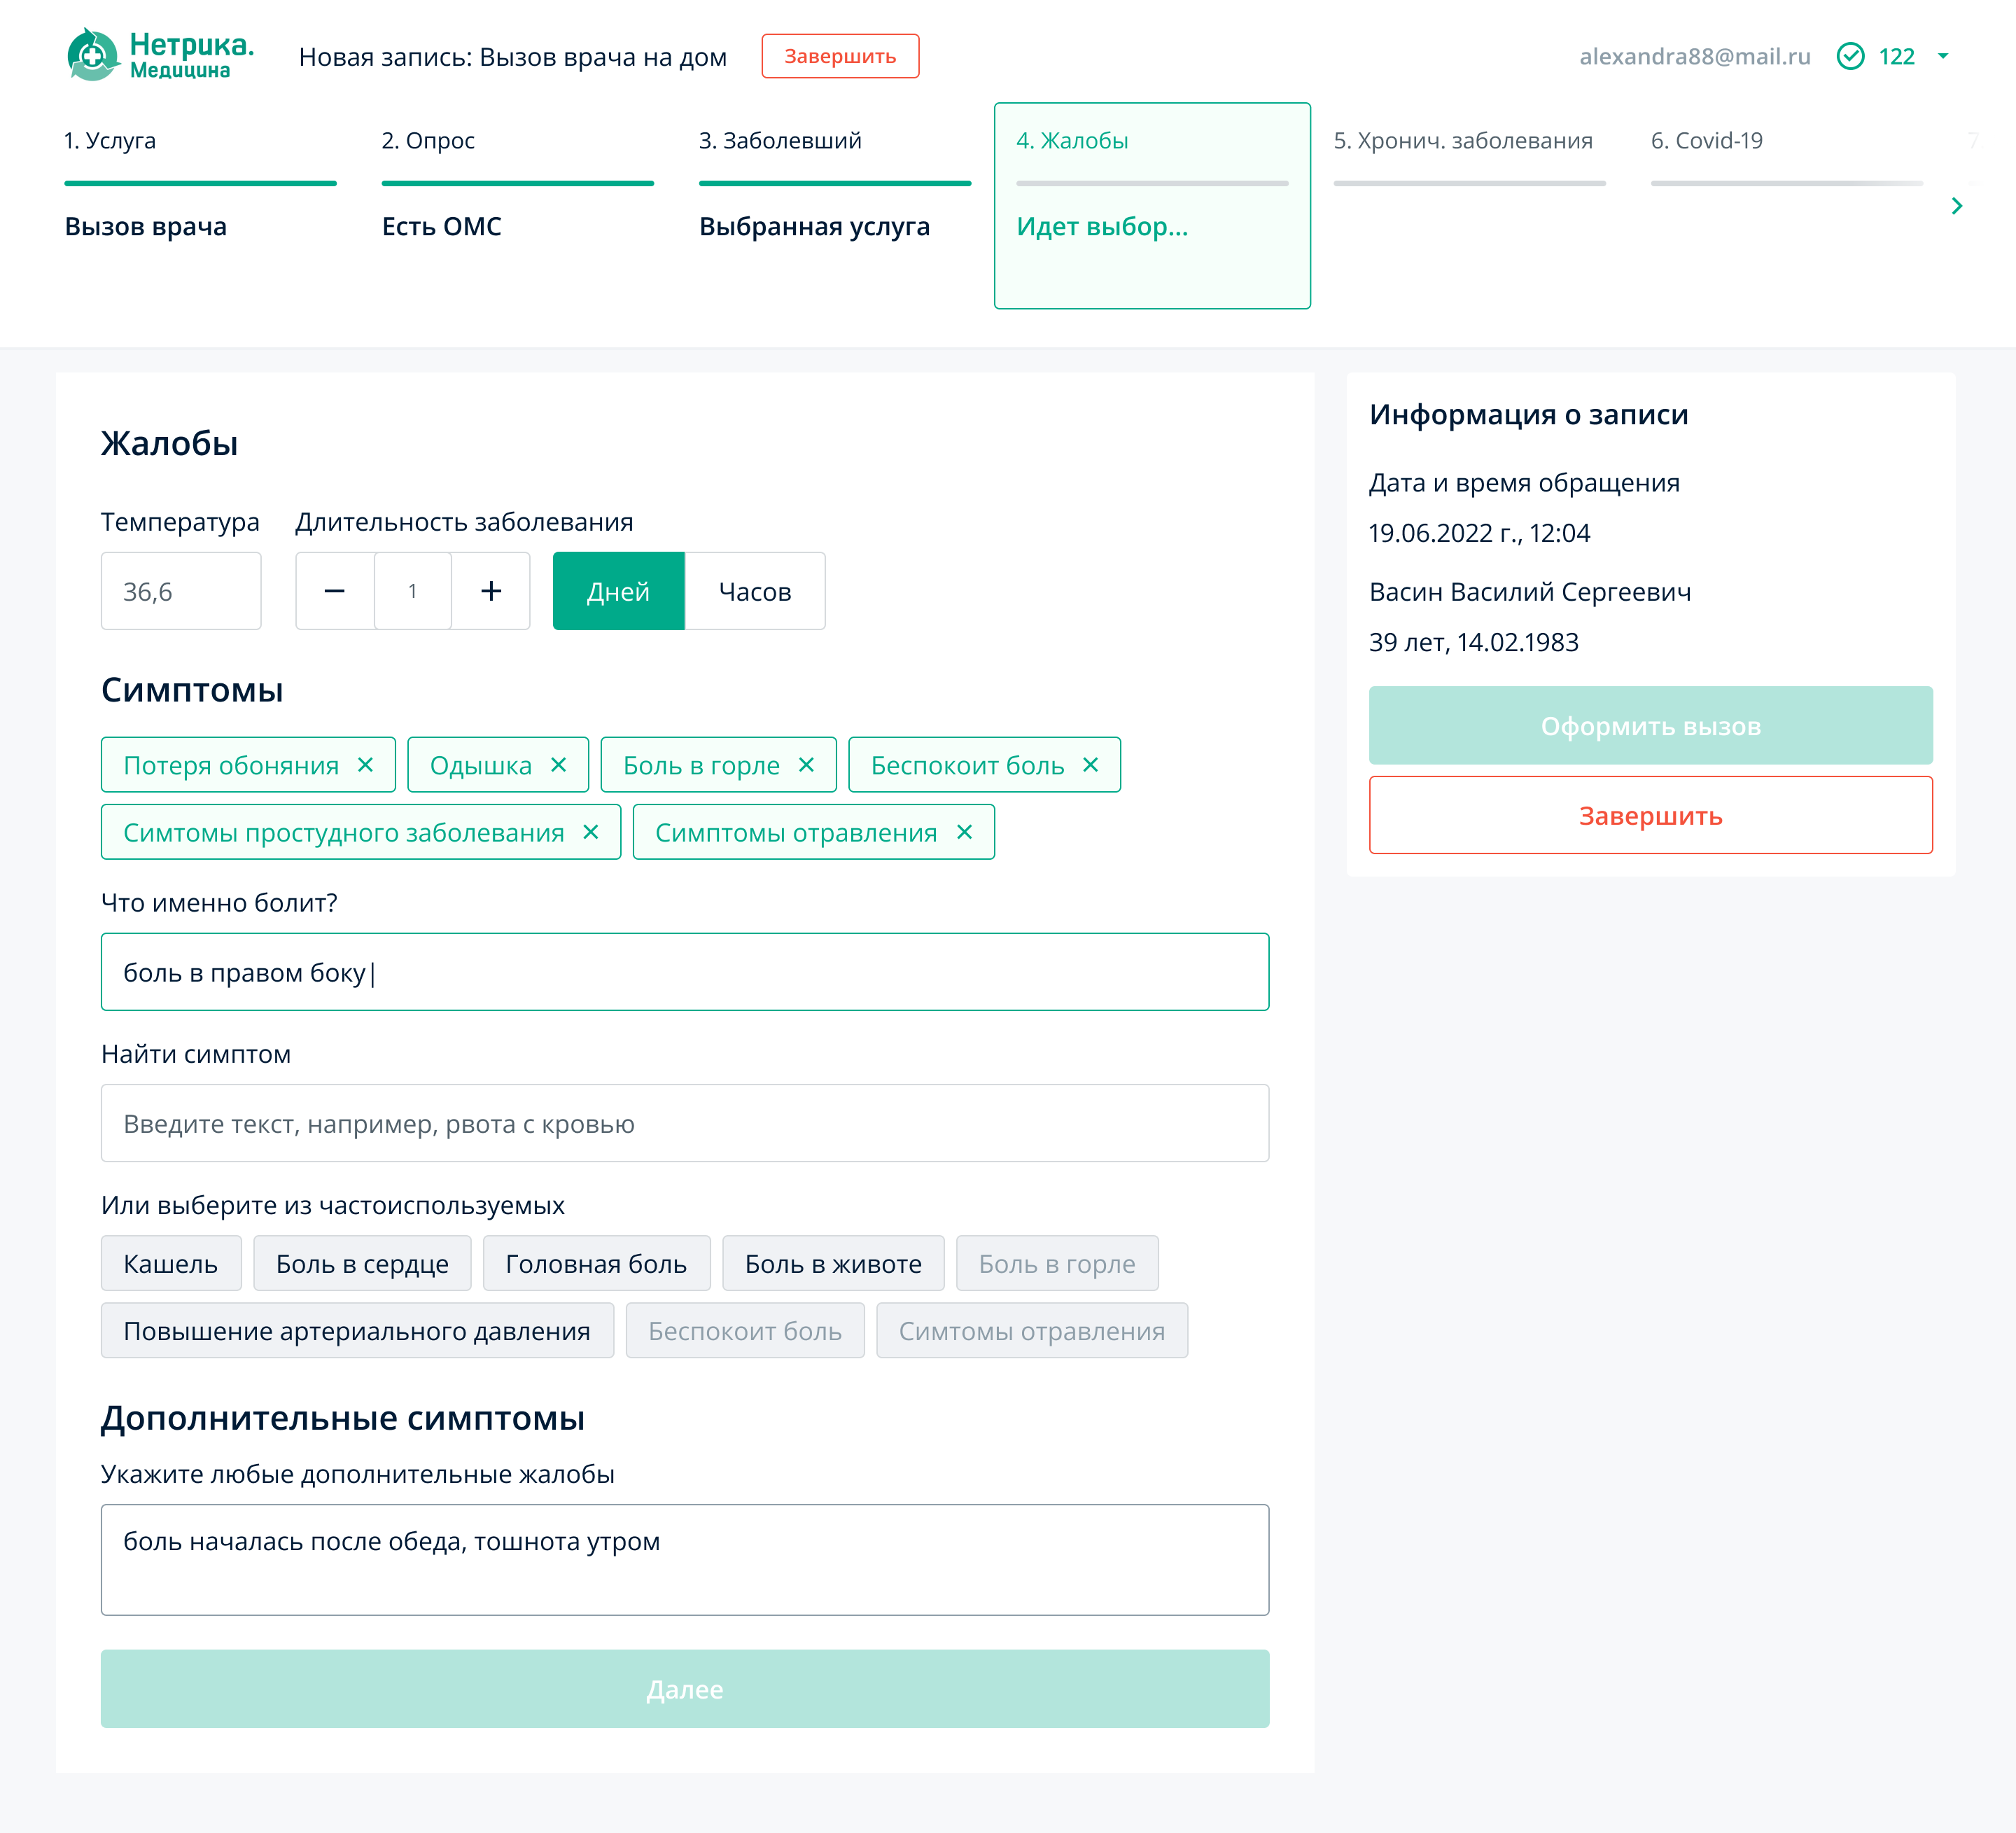 Нетрика.
Медицина
Новая запись: Вызов врача на дом
Завершить
alexandra88@mail.ru
122
1. Услуга
2. Опрос
3. Заболевший
4. Жалобы
5. Хронич. заболевания
6. Covid-19
7
Вызов врача
Есть ОМС
Выбранная услуга
Идет выбор...
Жалобы
Температура
Длительность заболевания
36,6
1
Дней
Часов
Симптомы
Потеря обоняния
Одышка
Боль в горле
Беспокоит боль
Симтомы простудного заболевания
Симптомы отравления
Что именно болит?
боль в правом боку
Найти симптом
Введите текст, например, рвота с кровью
Или выберите из частоиспользуемых
Кашель
Боль в сердце
Головная боль
Боль в животе
Боль в горле
Повышение артериального давления
Беспокоит боль
Симтомы отравления
Дополнительные симптомы
Укажите любые дополнительные жалобы
боль началась после обеда, тошнота утром
Далее
Информация о записи
Дата и время обращения
19.06.2022 г., 12:04
Васин Василий Сергеевич
39 лет, 14.02.1983
Оформить вызов
Завершить